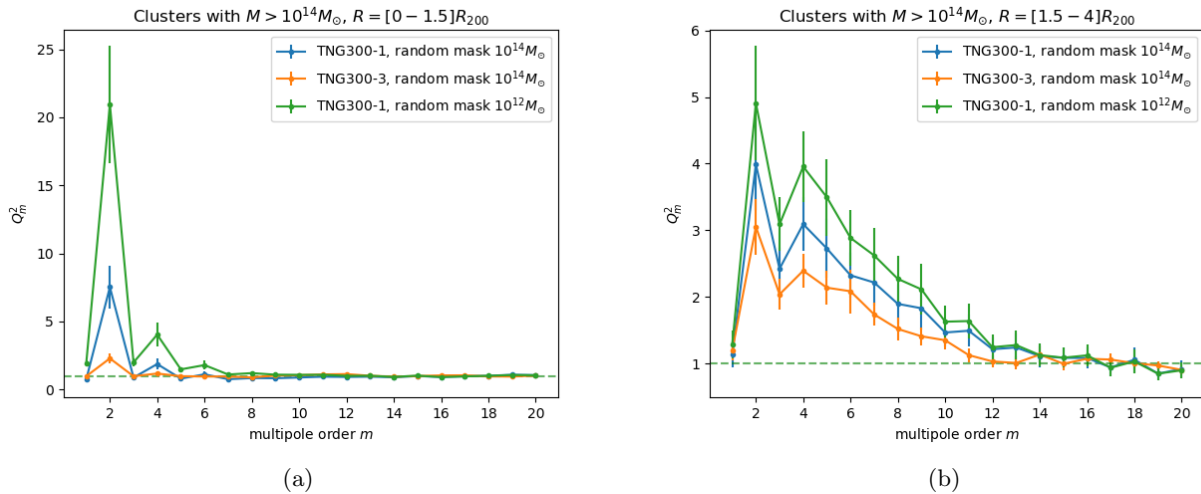 Clusters with $M > 10^{14} M_{\odot}$, $R = [0 - 1.5]R_{200}$
25
20
15
10
5
0
$Q_m^2$
TNG300-1, random mask $10^{14} M_{\odot}$
TNG300-3, random mask $10^{14} M_{\odot}$
TNG300-1, random mask $10^{12} M_{\odot}$
2 4 6 8 10 12 14 16 18 20
multipole order $m$
(a)
Clusters with $M > 10^{14} M_{\odot}$, $R = [1.5 - 4]R_{200}$
6
5
4
3
2
1
$Q_m^2$
TNG300-1, random mask $10^{14} M_{\odot}$
TNG300-3, random mask $10^{14} M_{\odot}$
TNG300-1, random mask $10^{12} M_{\odot}$
2 4 6 8 10 12 14 16 18 20
multipole order $m$
(b)